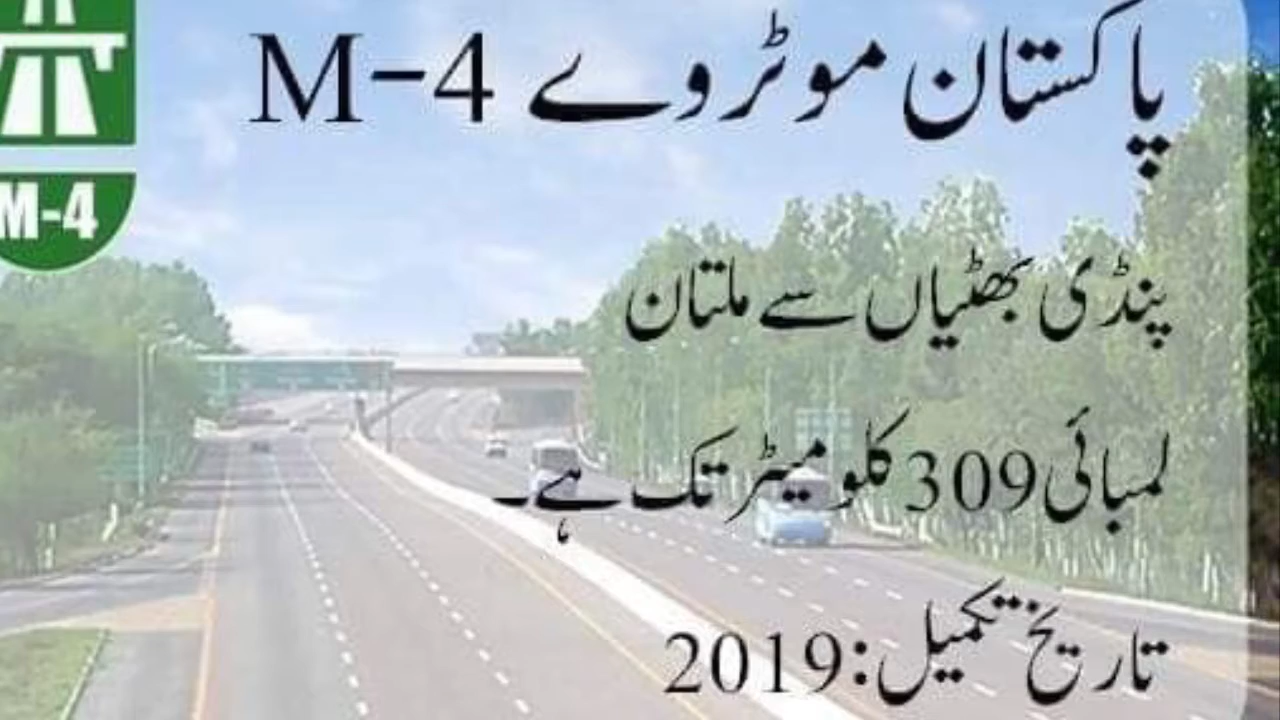 پاکستان موٹروے M-4
M-4
پنڈی بھٹیاں سے ملتان
لمبائی 309 کلومیٹر تک ہے۔
تاریخ تکمیل: 2019